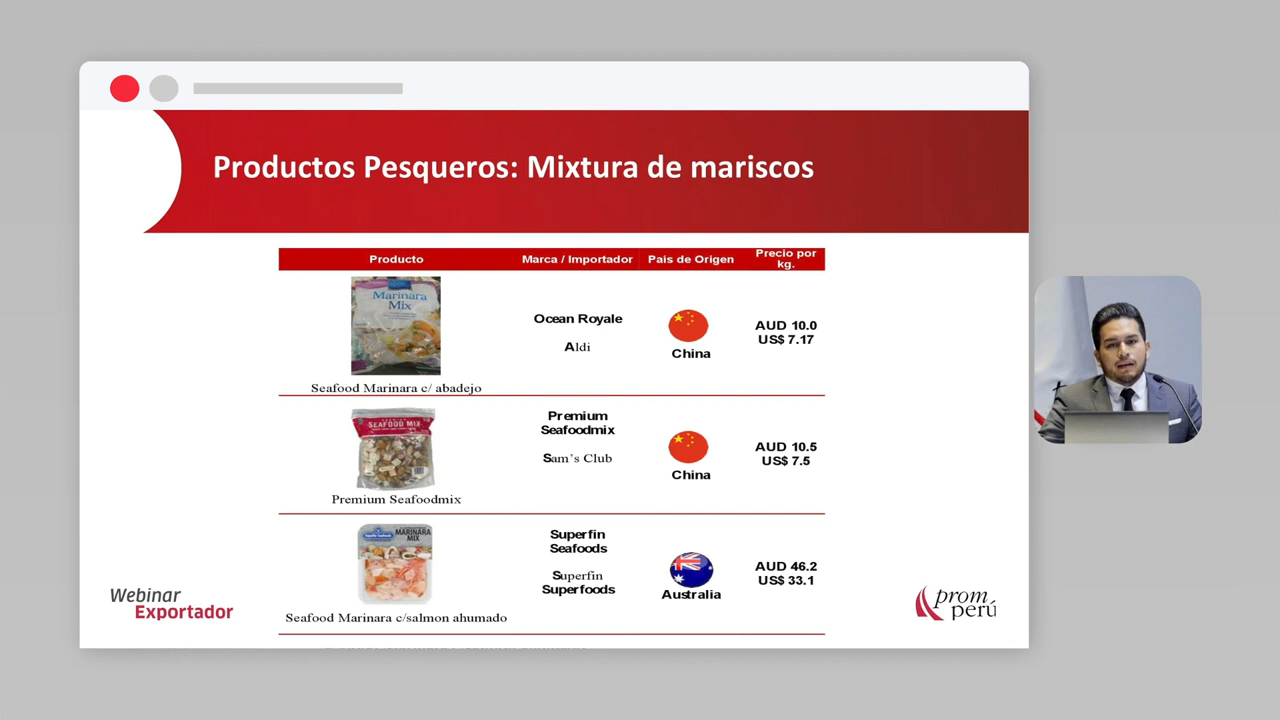 Productos Pesqueros: Mixtura de mariscos
Producto
Marca / Importador
Pais de Origen
Precio por
kg.
Marinara
Mix
Seafood Marinara c/ abadejo
Ocean Royale
Aldi
China
AUD 10.0
US$ 7.17
SEAFOOD MIX
Premium Seafoodmix
Premium
Seafoodmix
Sam's Club
China
AUD 10.5
US$ 7.5
MARINARA
MIX
Seafood Marinara c/salmon ahumado
Superfin
Seafoods
Superfin
Superfoods
Australia
AUD 46.2
US$ 33.1
Webinar
Exportador
prom
perú